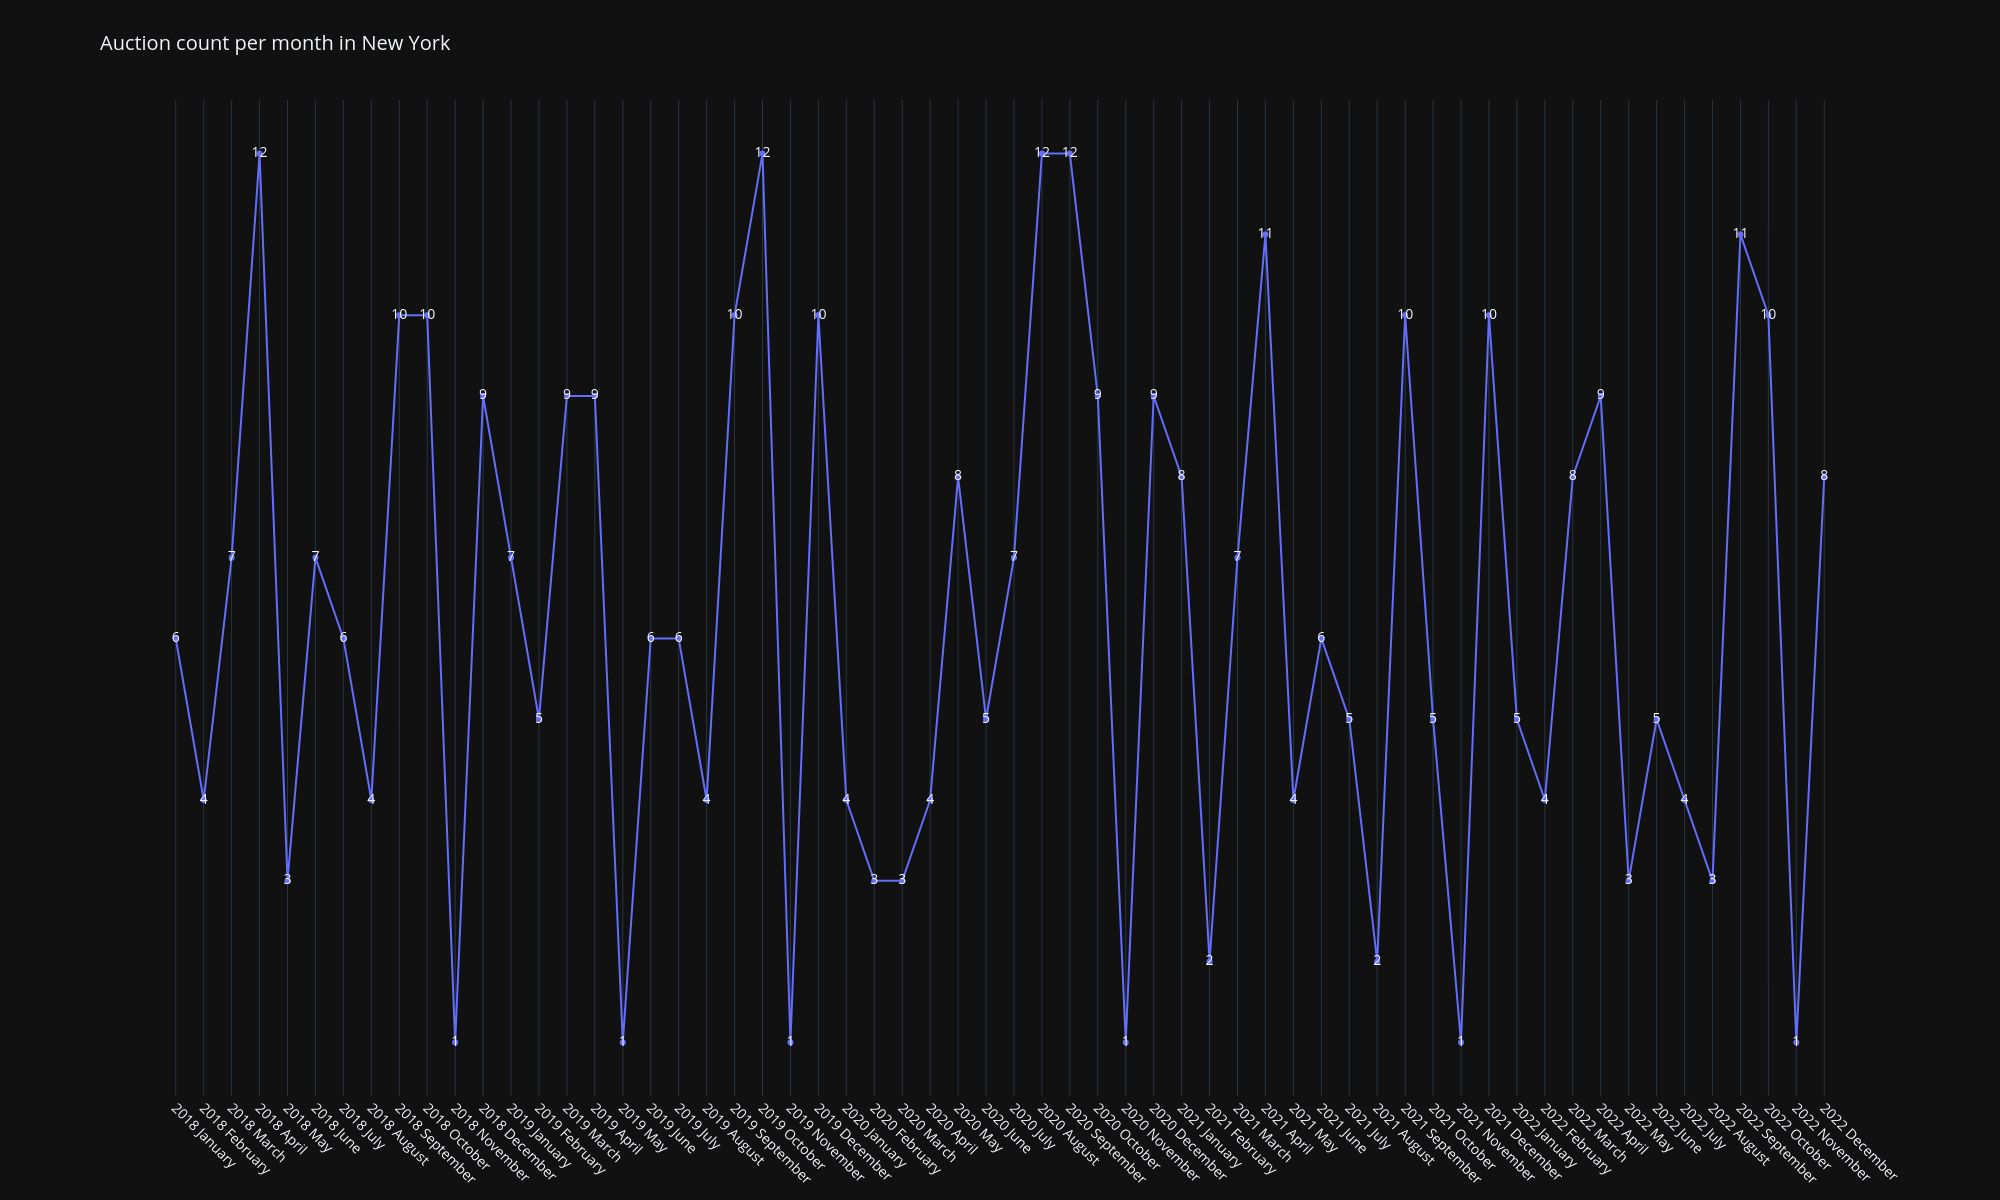 Auction count per month in New York
12 12 12 12
11 11
10 10 10 10 10 10 10
9 9 9 9 9 9
8 8 8 8
7 7 7 7 7
6 6 6 6 6
5 5 5 5 5 5
4 4 4 4 4 4 4 4
3 3 3 3 3
2 2
1 1 1 1 1 1
2018 January
2018 February
2018 March
2018 April
2018 May
2018 June
2018 July
2018 August
2018 September
2018 October
2018 November
2018 December
2019 January
2019 February
2019 March
2019 April
2019 May
2019 June
2019 July
2019 August
2019 September
2019 October
2019 November
2019 December
2020 January
2020 February
2020 March
2020 April
2020 May
2020 June
2020 July
2020 August
2020 September
2020 October
2020 November
2020 December
2021 January
2021 February
2021 March
2021 April
2021 May
2021 June
2021 July
2021 August
2021 September
2021 October
2021 November
2021 December
2022 January
2022 February
2022 March
2022 April
2022 May
2022 June
2022 July
2022 August
2022 September
2022 October
2022 November
2022 December